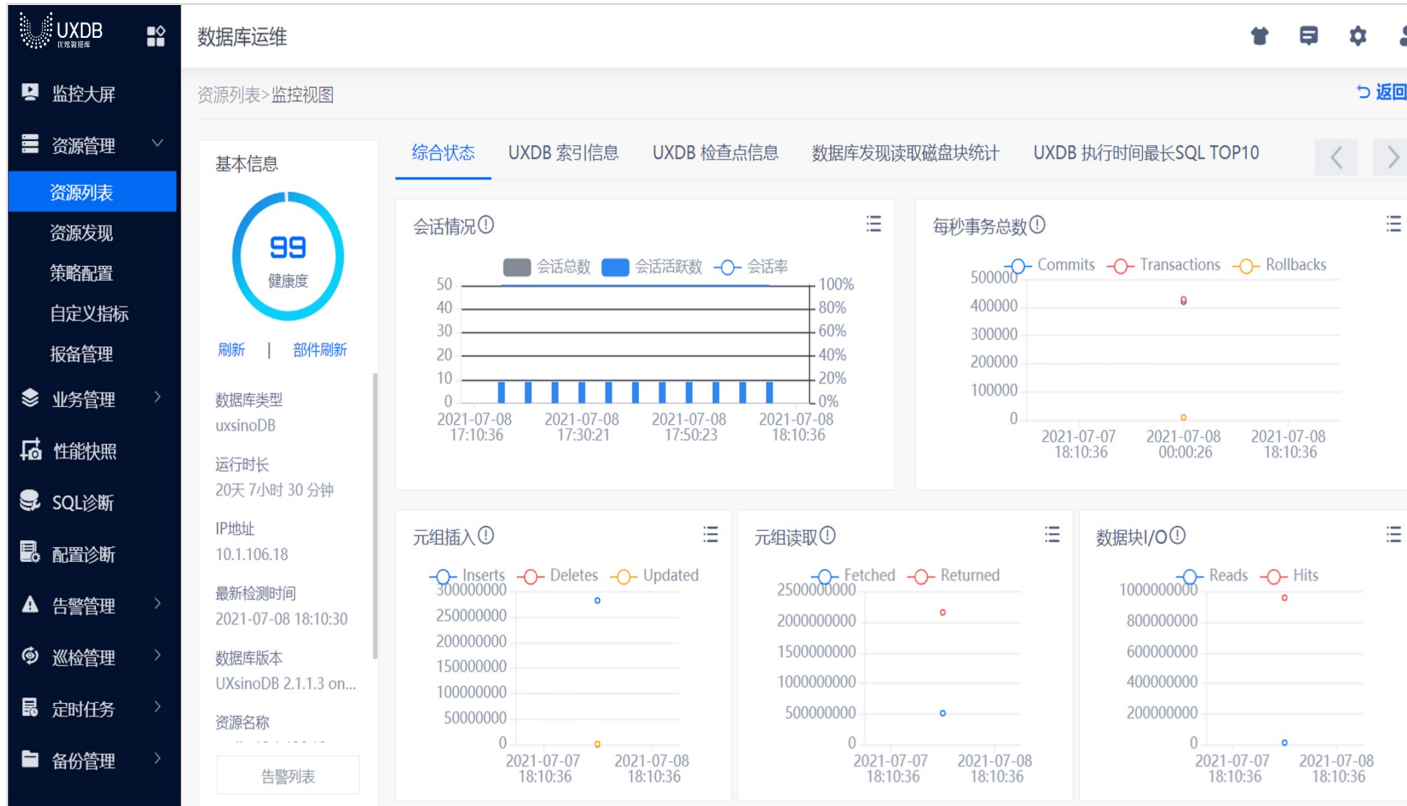 UXDB
数据库运维
监控大屏
资源管理
资源列表
资源发现
策略配置
自定义指标
报备管理
业务管理
性能快照
SQL诊断
配置诊断
告警管理
巡检管理
定时任务
备份管理
资源列表>监控视图
返回
基本信息
99
健康度
刷新 | 部件刷新
数据库类型
uxsinoDB
运行时长
20天 7小时 30 分钟
IP地址
10.1.106.18
最新检测时间
2021-07-08 18:10:30
数据库版本
UXsinoDB 2.1.1.3 on...
资源名称
告警列表
综合状态 UXDB 索引信息 UXDB 检查点信息 数据库发现读取磁盘块统计 UXDB 执行时间最长SQL TOP10
会话情况
会话总数 会话活跃数 会话率
50 100%
40 80%
30 60%
20 40%
10 20%
0 0%
2021-07-08 2021-07-08 2021-07-08 2021-07-08
17:10:36 17:30:21 17:50:23 18:10:36
每秒事务总数
Commits Transactions Rollbacks
500000
400000
300000
200000
100000
0
2021-07-07 2021-07-08 2021-07-08
18:10:36 00:00:26 18:10:36
元组插入
Inserts Deletes Updated
300000000
250000000
200000000
150000000
100000000
50000000
0
2021-07-07 2021-07-08
18:10:36 18:10:36
元组读取
Fetched Returned
2500000000
2000000000
1500000000
1000000000
500000000
0
2021-07-07 2021-07-08
18:10:36 18:10:36
数据块I/O
Reads Hits
1000000000
800000000
600000000
400000000
200000000
0
2021-07-07 2021-07-08
18:10:36 18:10:36